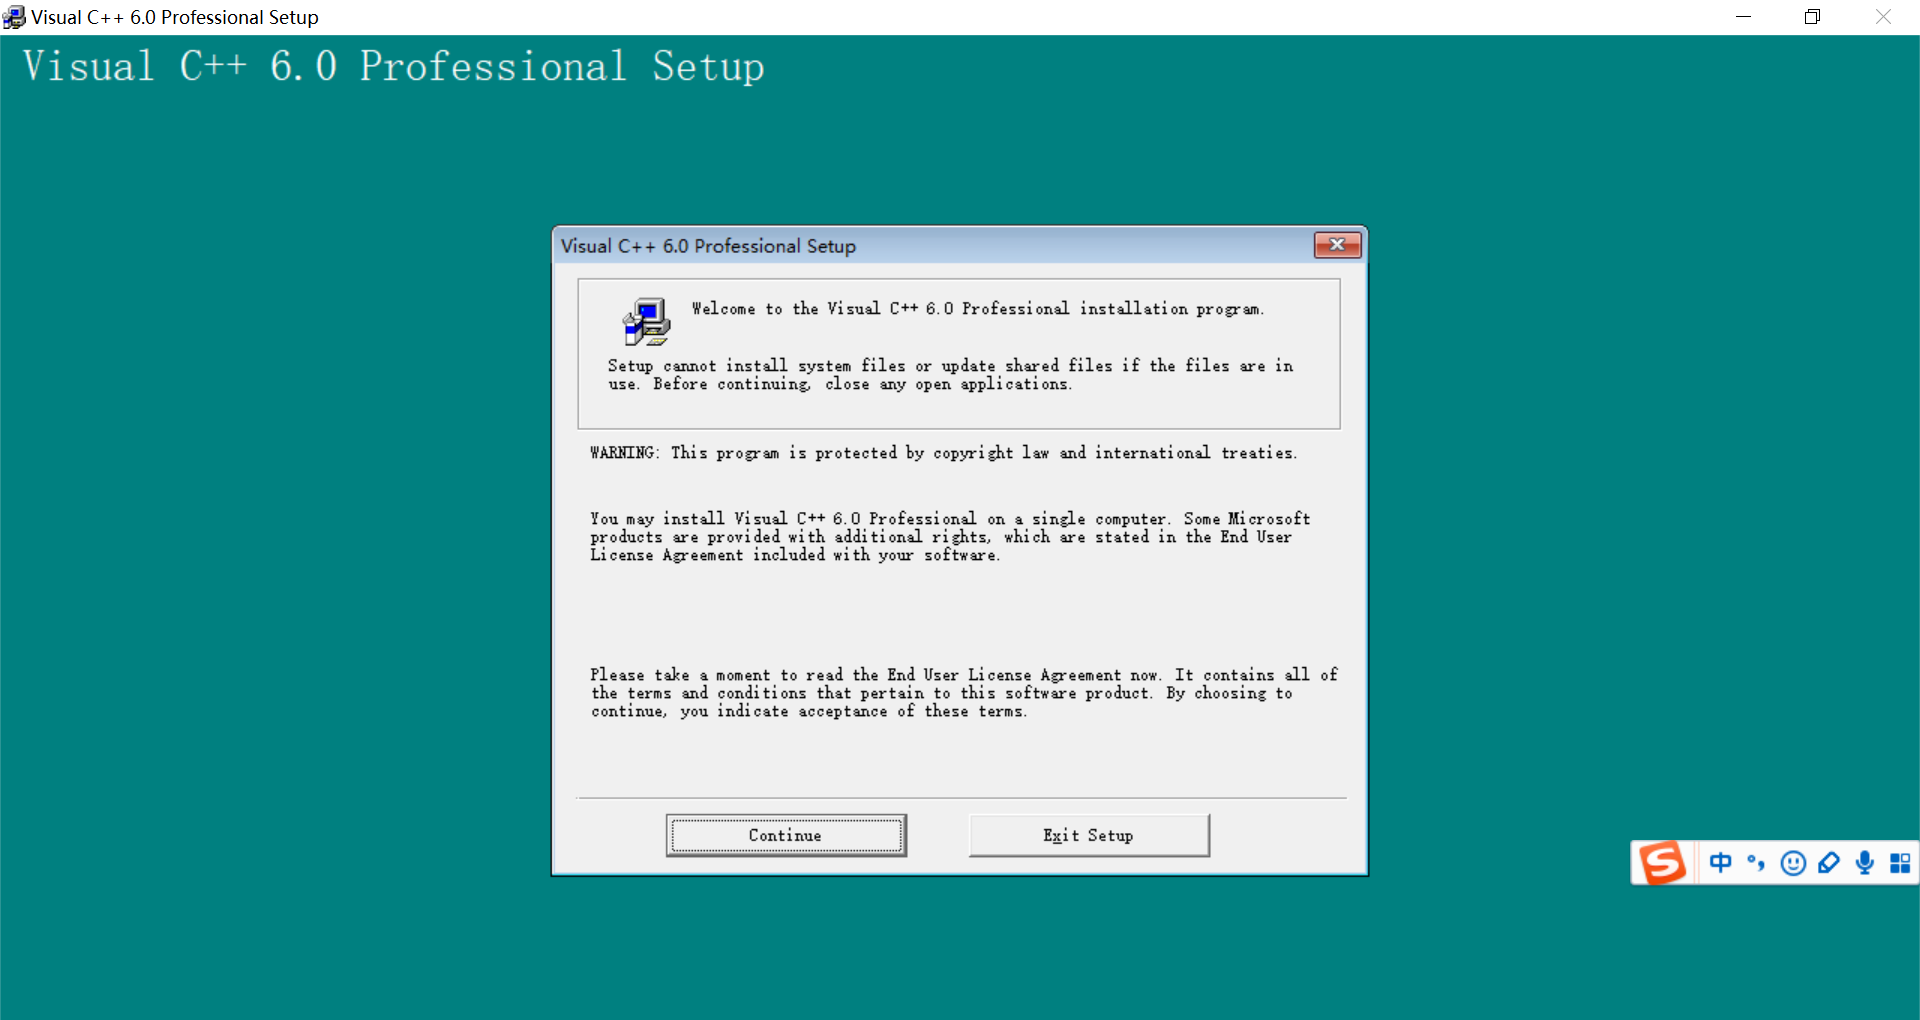 Visual C++ 6.0 Professional Setup
Visual C++ 6.0 Professional Setup
Visual C++ 6.0 Professional Setup
Welcome to the Visual C++ 6.0 Professional installation program.
Setup cannot install system files or update shared files if the files are in
use. Before continuing, close any open applications.
WARNING: This program is protected by copyright law and international treaties.
You may install Visual C++ 6.0 Professional on a single computer. Some Microsoft
products are provided with additional rights, which are stated in the End User
License Agreement included with your software.
Please take a moment to read the End User License Agreement now. It contains all of
the terms and conditions that pertain to this software product. By choosing to
continue, you indicate acceptance of these terms.
Continue
Exit Setup
S 中 °,